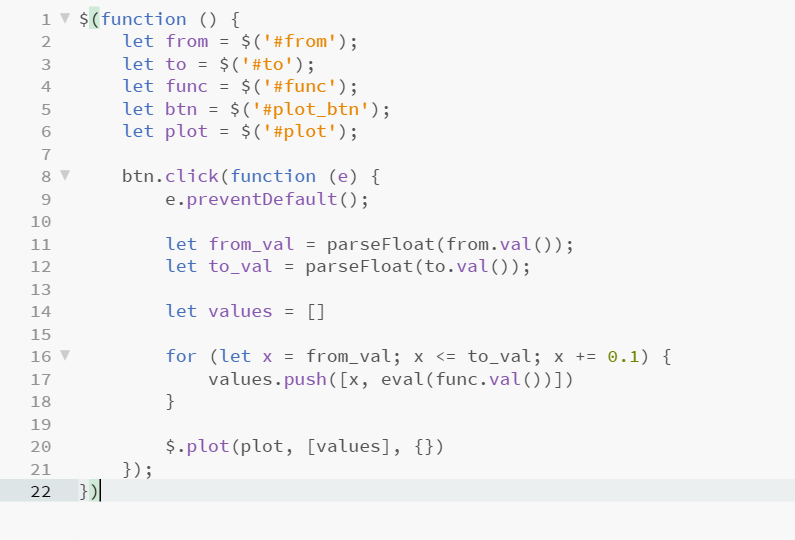 1 $(function () {
2 let from = $('#from');
3 let to = $('#to');
4 let func = $('#func');
5 let btn = $('#plot_btn');
6 let plot = $('#plot');
7
8 btn.click(function (e) {
9 e.preventDefault();
10
11 let from_val = parseFloat(from.val());
12 let to_val = parseFloat(to.val());
13
14 let values = []
15
16 for (let x = from_val; x <= to_val; x += 0.1) {
17 values.push([x, eval(func.val())])
18 }
19
20 $.plot(plot, [values], {})
21 });
22 })